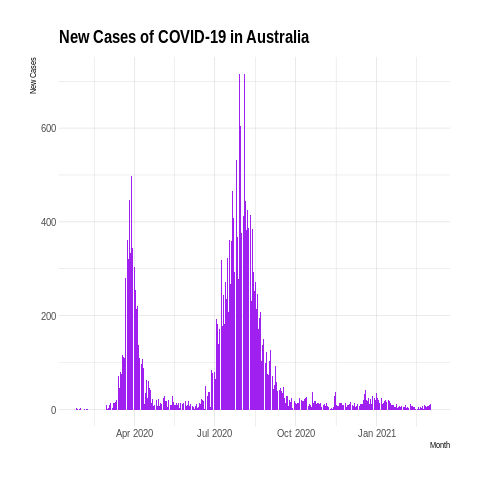 New Cases of COVID-19 in Australia
New Cases
600
400
200
0
Apr 2020 Jul 2020 Oct 2020 Jan 2021
Month